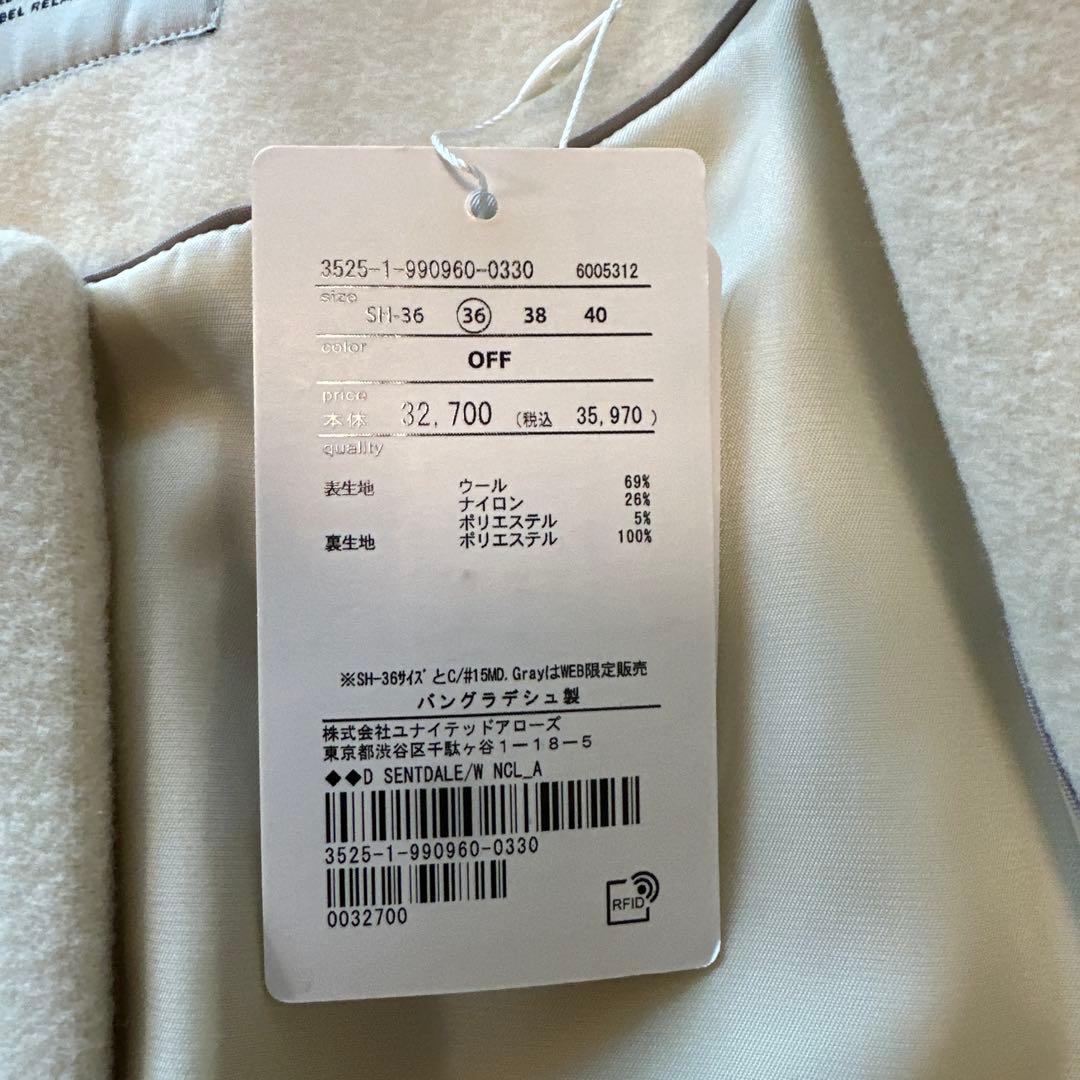 3525-1-990960-0330 6005312
size
SH-36 36 38 40
color
OFF
price
本体 32,700 (税込 35,970)
quality
表生地 ウール 69%
ナイロン 26%
ポリエステル 5%
裏生地 ポリエステル 100%
※SH-36サイズとC/#15MD.GrayはWEB限定販売
バングラデシュ製
株式会社ユナイテッドアローズ
東京都渋谷区千駄ヶ谷1-18-5
◆◆D SENTDALE/W NCL_A
3525-1-990960-0330
0032700
RFID